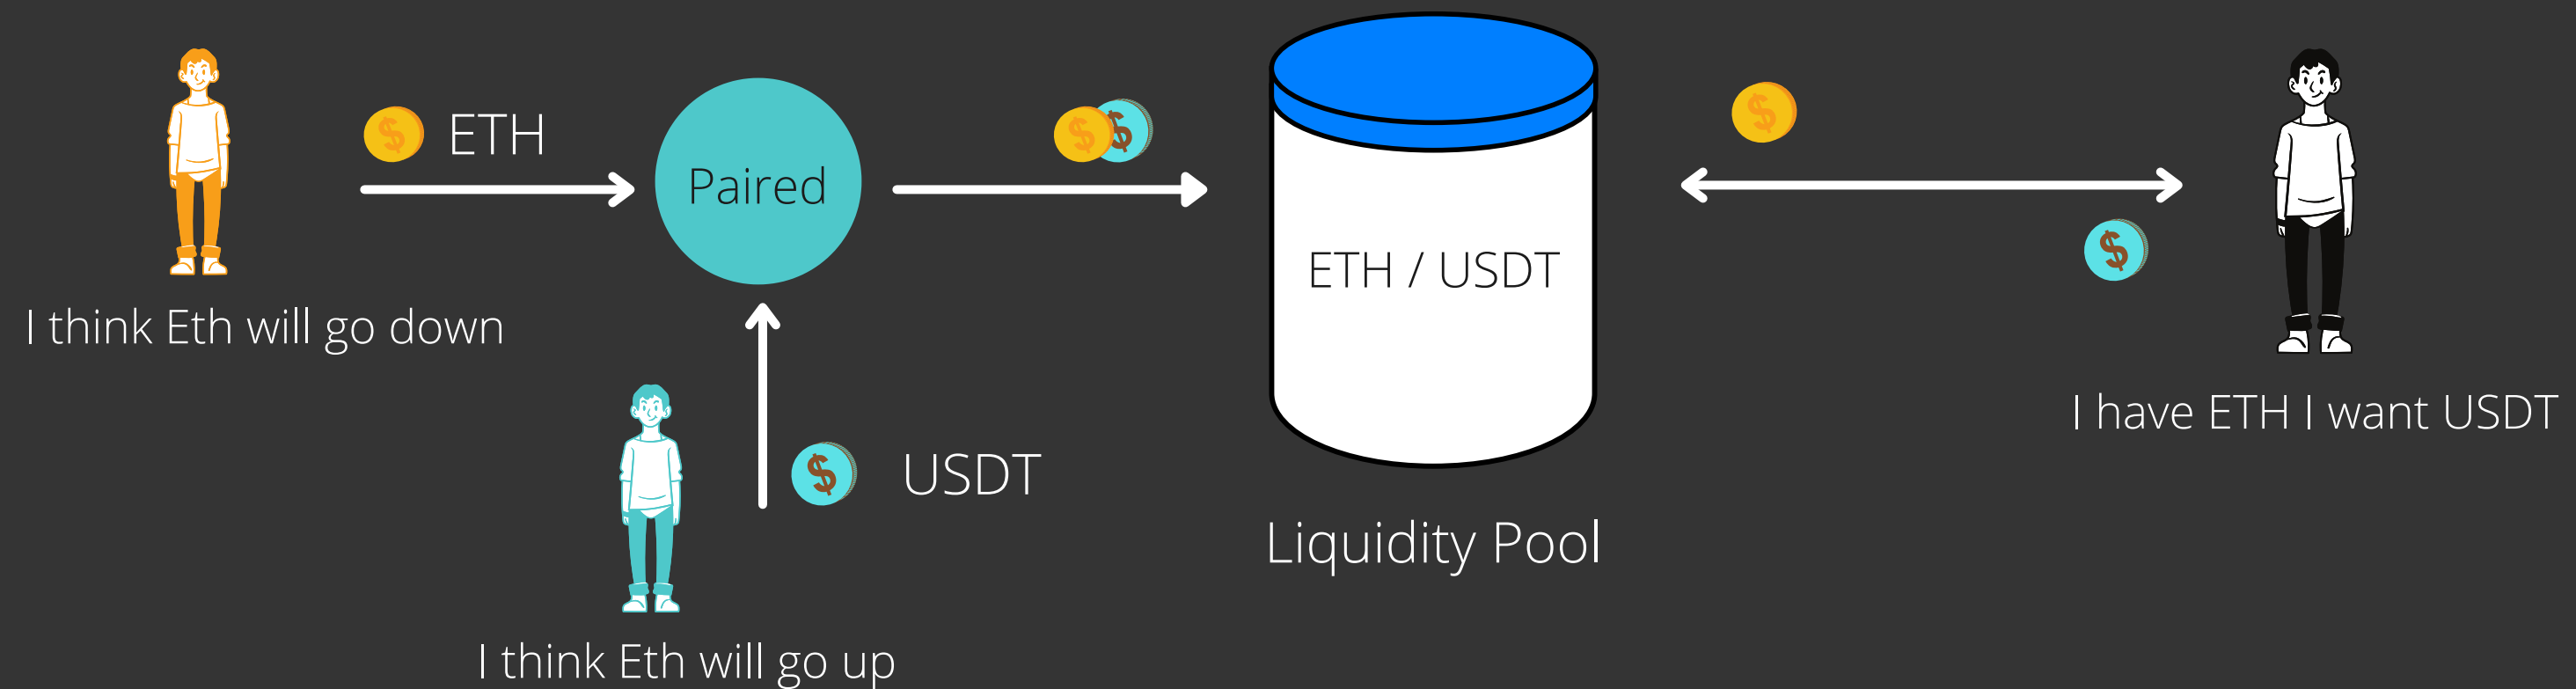 ETH
Paired
I think Eth will go down
USDT
I think Eth will go up
ETH / USDT
Liquidity Pool
I have ETH I want USDT